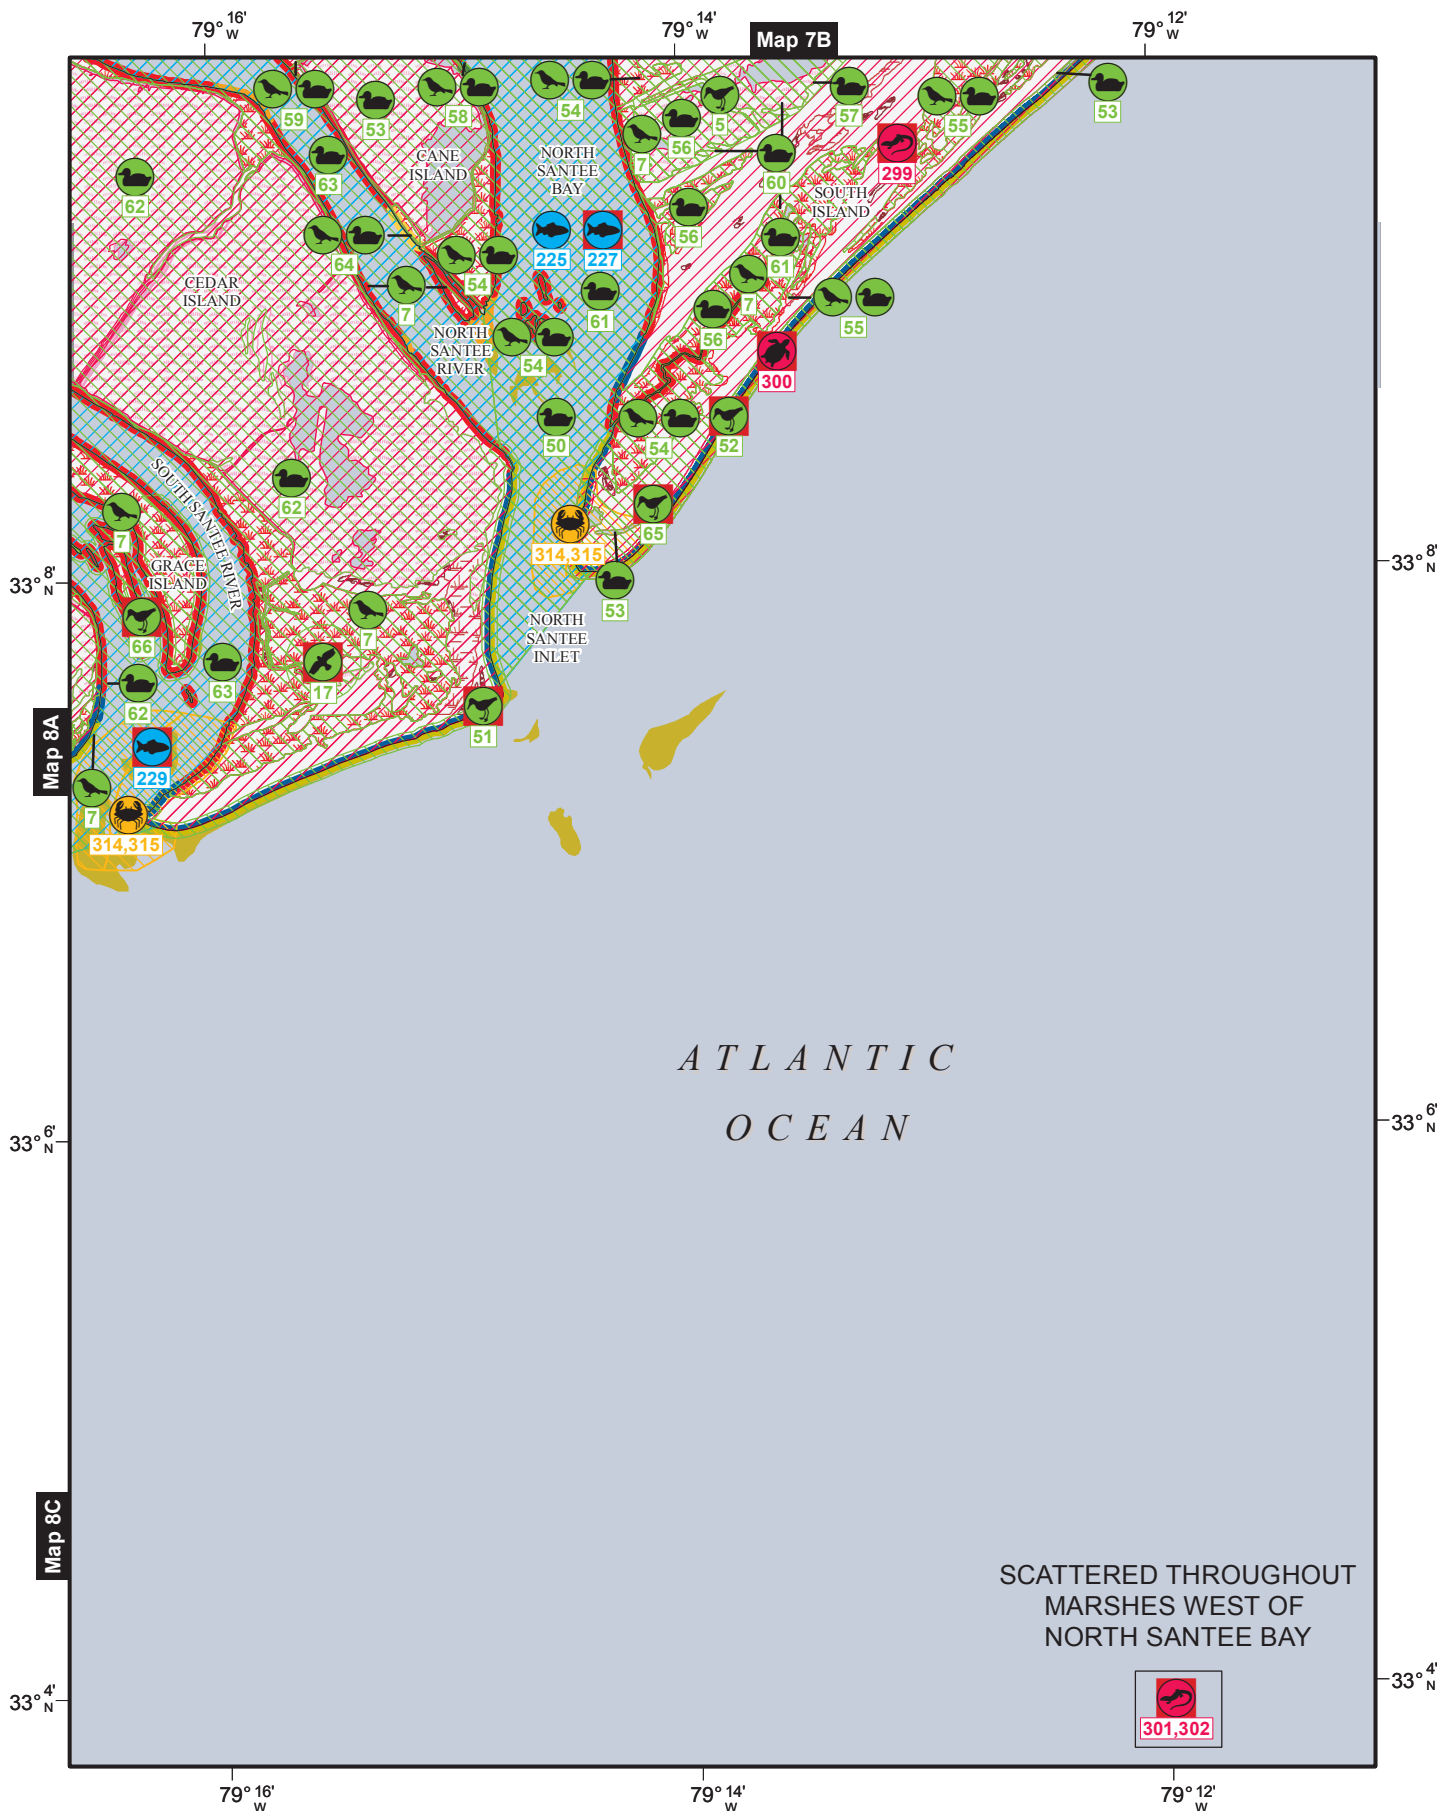 79° 16' W
79° 14' W
79° 12' W
Map 7B
59
53
58
54
7
56
5
57
55
53
60
299
63
62
CANE
ISLAND
NORTH
SANTEE
BAY
SOUTH
ISLAND
56
64
54
225
227
61
7
CEDAR
ISLAND
7
61
56
55
NORTH
SANTEE
RIVER
54
300
50
54
52
SOUTH SANTEE RIVER
62
7
65
314,315
GRACE
ISLAND
33° 8' N
33° 8' N
53
66
7
NORTH
SANTEE
INLET
62
63
17
51
Map 8A
229
7
314,315
ATLANTIC
OCEAN
33° 6' N
33° 6' N
Map 8C
SCATTERED THROUGHOUT
MARSHES WEST OF
NORTH SANTEE BAY
301,302
33° 4' N
33° 4' N
79° 16' W
79° 14' W
79° 12' W